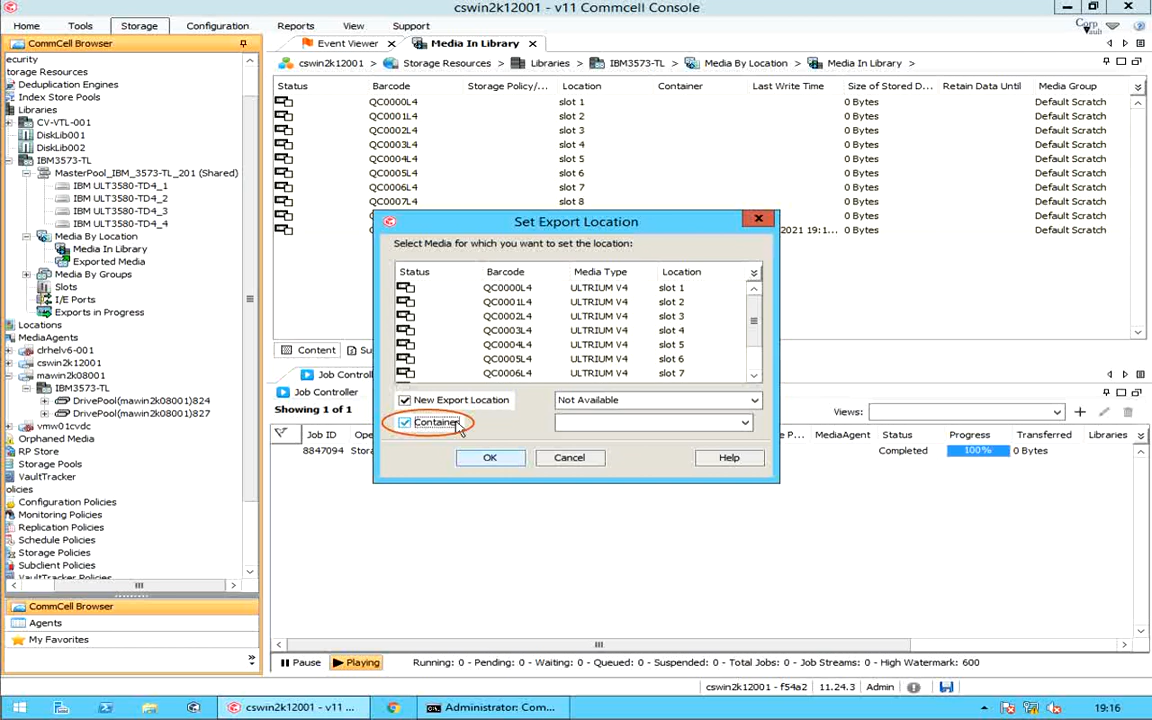 cswin2k12001 - v11 Commcell Console
Home Tools Storage Configuration Reports View Support
Corp
Vault
CommCell Browser
ecurity
torage Resources
Deduplication Engines
Index Store Pools
Libraries
CV-VTL-001
DiskLib001
DiskLib002
IBM3573-TL
MasterPool_IBM_3573-TL_201 (Shared)
IBM ULT3580-TD4_1
IBM ULT3580-TD4_2
IBM ULT3580-TD4_3
IBM ULT3580-TD4_4
Media By Location
Media In Library
Exported Media
Media By Groups
Slots
I/E Ports
Exports in Progress
Locations
MediaAgents
drhelv6-001
cswin2k12001
mawin2k08001
IBM3573-TL
DrivePool(mawin2k08001)824
DrivePool(mawin2k08001)827
vmw01cvdc
Orphaned Media
RP Store
Storage Pools
VaultTracker
olicies
Configuration Policies
Monitoring Policies
Replication Policies
Schedule Policies
Storage Policies
Subclient Policies
VaultTracker Policies
CommCell Browser
Agents
My Favorites
Event Viewer Media In Library
cswin2k12001 > Storage Resources > Libraries > IBM3573-TL > Media By Location > Media In Library >
Status Barcode Storage Policy/... Location Container Last Write Time Size of Stored D... Retain Data Until Media Group
QC0000L4 slot 1 0 Bytes Default Scratch
QC0001L4 slot 2 0 Bytes Default Scratch
QC0002L4 slot 3 0 Bytes Default Scratch
QC0003L4 slot 4 0 Bytes Default Scratch
QC0004L4 slot 5 0 Bytes Default Scratch
QC0005L4 slot 6 0 Bytes Default Scratch
QC0006L4 slot 7 0 Bytes Default Scratch
QC0007L4 slot 8 0 Bytes Default Scratch
0 Bytes Default Scratch
2021 19:1... 0 Bytes Default Scratch
Set Export Location
Select Media for which you want to set the location:
Status Barcode Media Type Location
QC0000L4 ULTRIUM V4 slot 1
QC0001L4 ULTRIUM V4 slot 2
QC0002L4 ULTRIUM V4 slot 3
QC0003L4 ULTRIUM V4 slot 4
QC0004L4 ULTRIUM V4 slot 5
QC0005L4 ULTRIUM V4 slot 6
QC0006L4 ULTRIUM V4 slot 7
New Export Location Not Available
Container
OK Cancel Help
Content Su
Job Control
Job Controller
Showing 1 of 1
Views:
Job ID Ope e P... MediaAgent Status Progress Transferred Libraries
8847094 Stora Completed 100% 0 Bytes
Pause Playing Running: 0 - Pending: 0 - Waiting: 0 - Queued: 0 - Suspended: 0 - Total Jobs: 0 - Job Streams: 0 - High Watermark: 600
cswin2k12001 - f54a2 11.24.3 Admin
cswin2k12001 - v11 ... Administrator: Com... 19:16